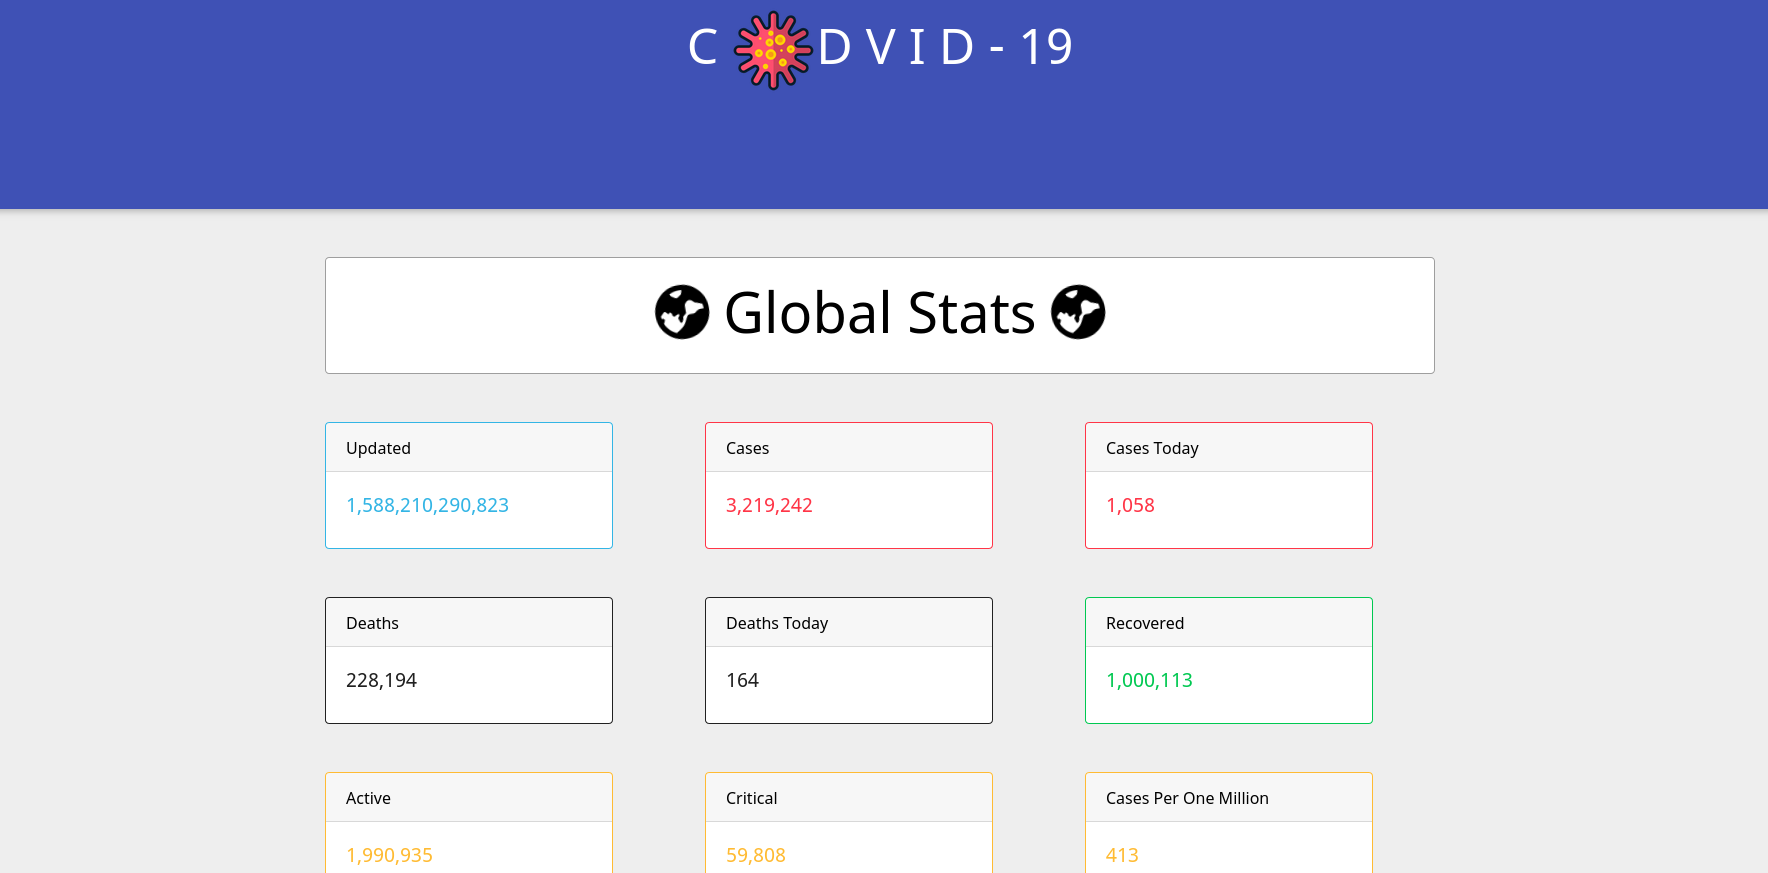 C DVID-19
Global Stats
Updated
Cases
Cases Today
1,588,210,290,823
3,219,242
1,058
Deaths
Deaths Today
Recovered
228,194
164
1,000,113
Active
Critical
Cases Per One Million
1,990,935
59,808
413